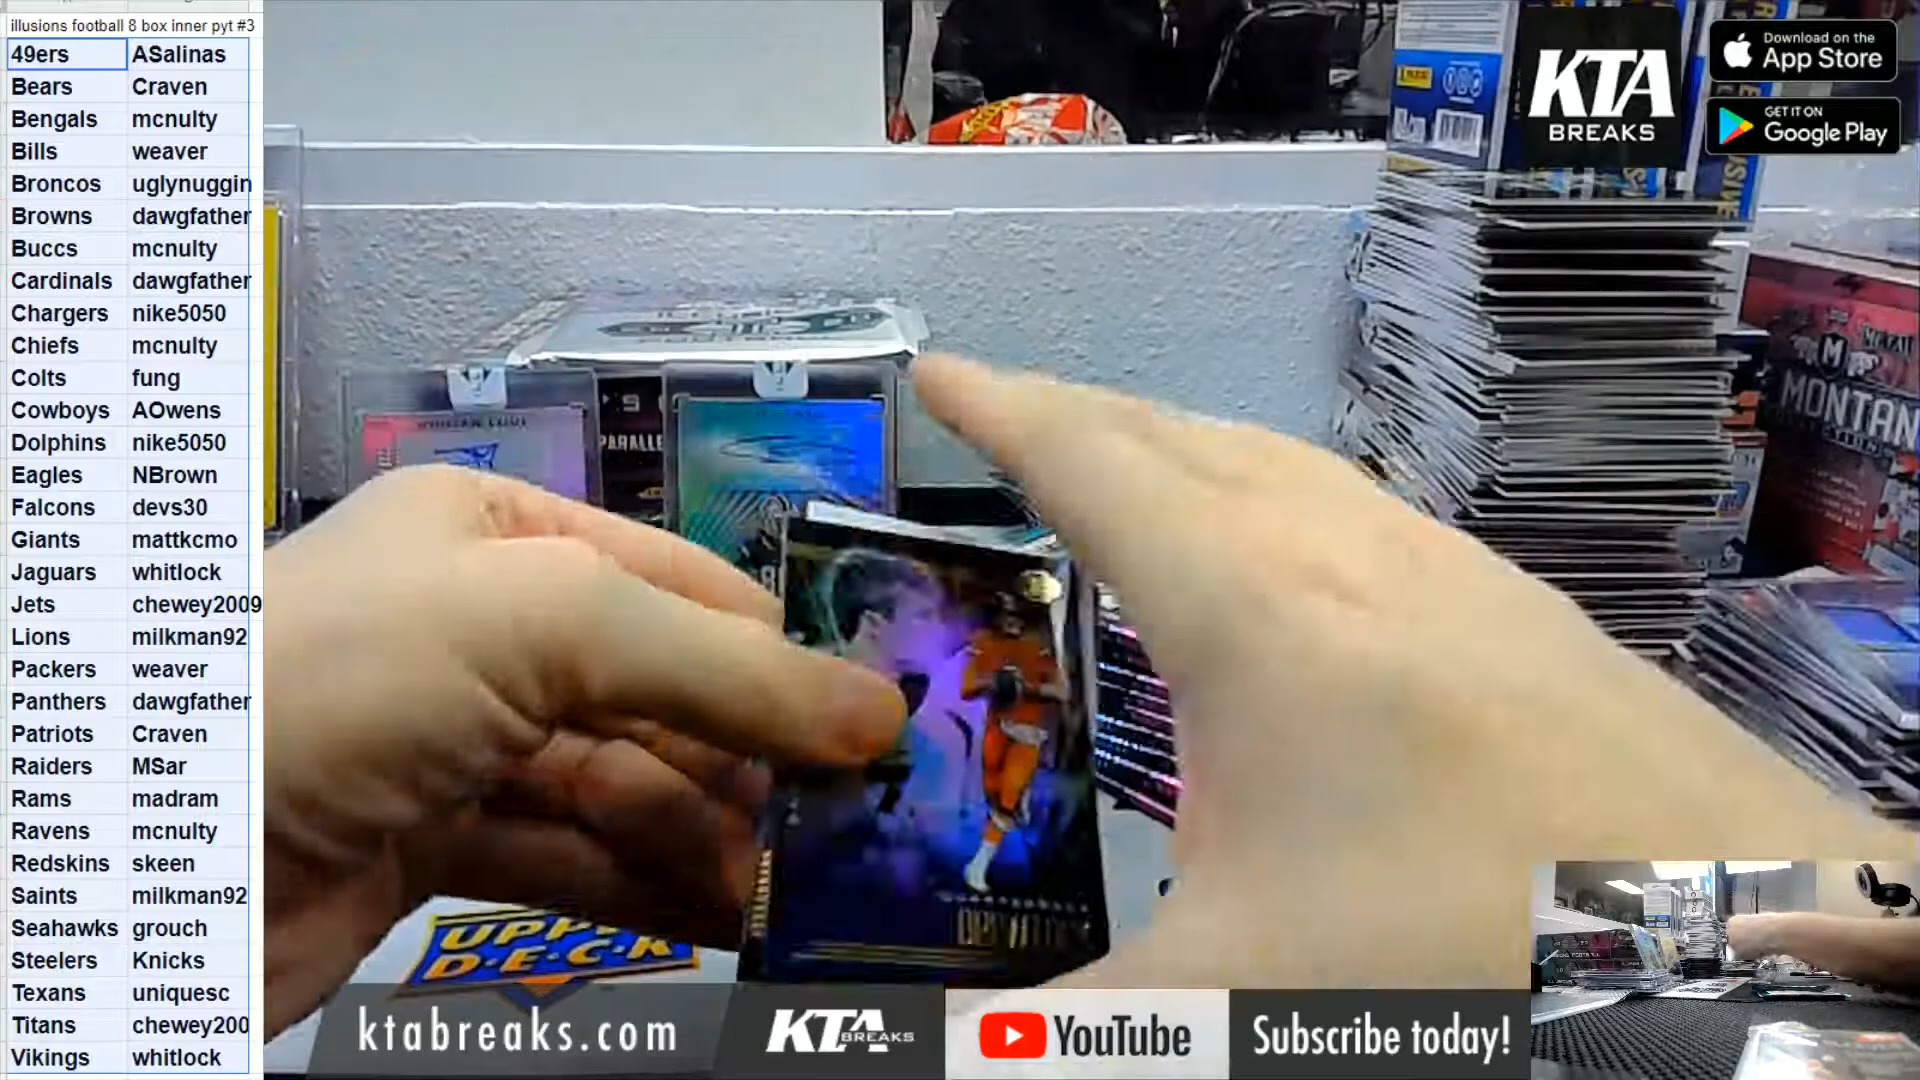 illusions football 8 box inner pyt #3
49ers ASalinas
Bears Craven
Bengals mcnulty
Bills weaver
Broncos uglynuggin
Browns dawgfather
Buccs mcnulty
Cardinals dawgfather
Chargers nike5050
Chiefs mcnulty
Colts fung
Cowboys AOwens
Dolphins nike5050
Eagles NBrown
Falcons devs30
Giants mattkcmo
Jaguars whitlock
Jets chewey2009
Lions milkman92
Packers weaver
Panthers dawgfather
Patriots Craven
Raiders MSar
Rams madram
Ravens mcnulty
Redskins skeen
Saints milkman92
Seahawks grouch
Steelers Knicks
Texans uniquesc
Titans chewey200
Vikings whitlock
KTA
BREAKS
Download on the
App Store
GET IT ON
Google Play
PARALLE
MONTAN
UPP
D·E·C·K
ktabreaks.com
KTA BREAKS
YouTube
Subscribe today!